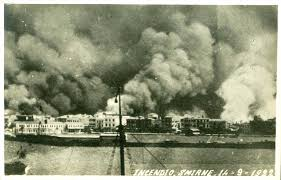 INCENDIO, SMIRNE, 14-9-1922